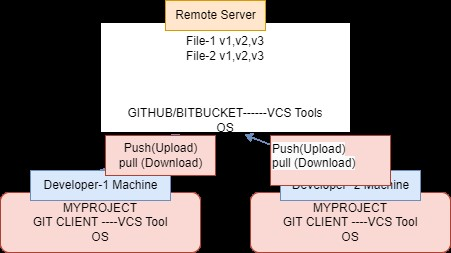 Remote Server
File-1 v1,v2,v3
File-2 v1,v2,v3
GITHUB/BITBUCKET------VCS Tools
OS
Push(Upload)
pull (Download)
Push(Upload)
pull (Download)
Developer-1 Machine
Developer-2 Machine
MYPROJECT
GIT CLIENT ----VCS Tool
OS
MYPROJECT
GIT CLIENT ----VCS Tool
OS